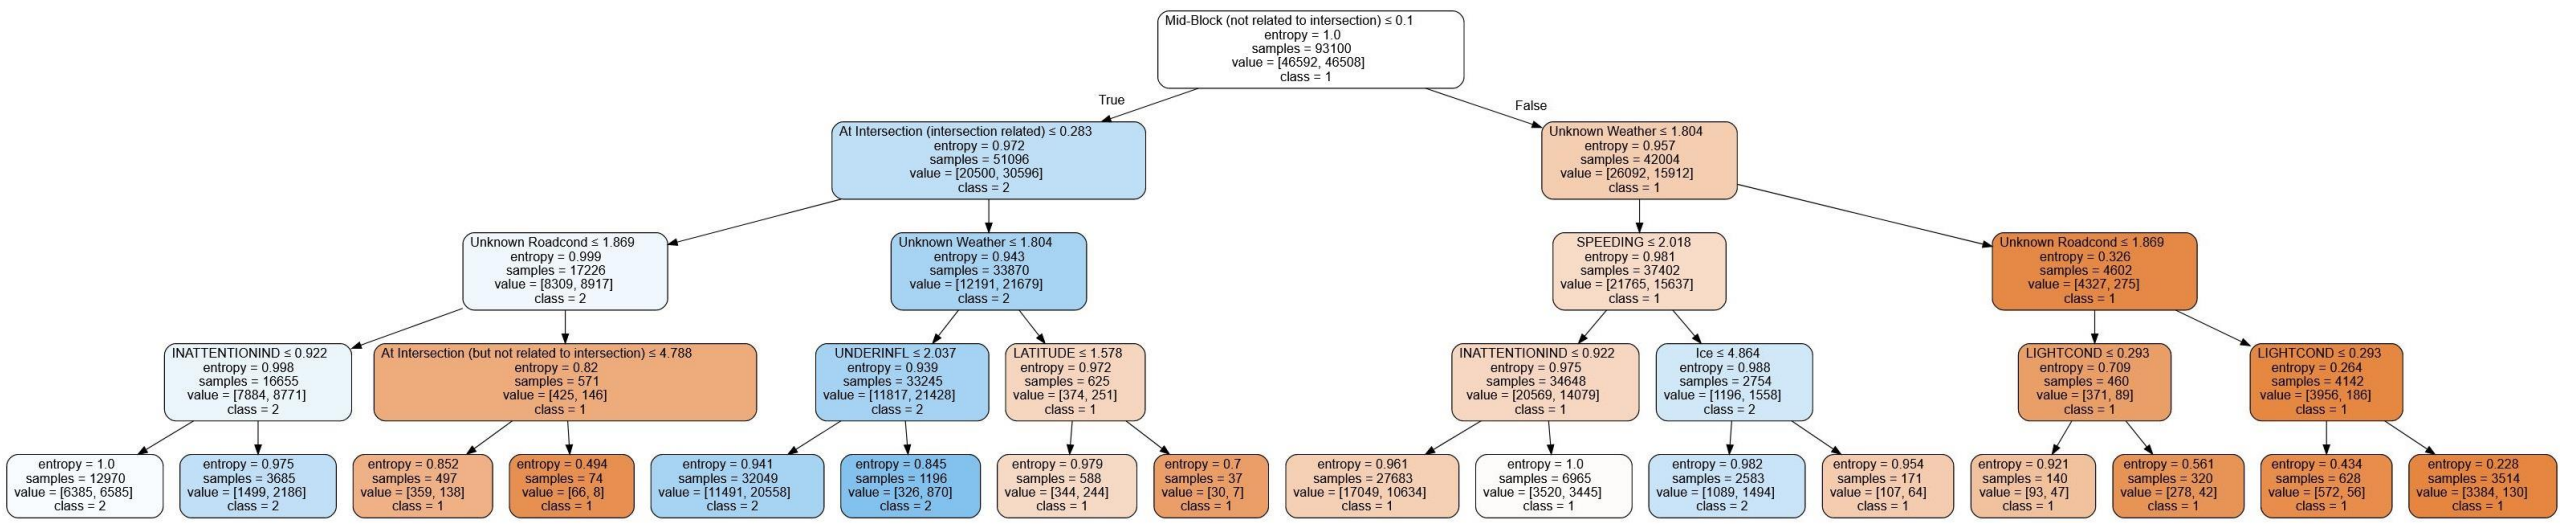 Mid-Block (not related to intersection) ≤ 0.1
entropy = 1.0
samples = 93100
value = [46592, 46508]
class = 1
True
False
At Intersection (intersection related) ≤ 0.283
entropy = 0.972
samples = 51096
value = [20500, 30596]
class = 2
Unknown Weather ≤ 1.804
entropy = 0.957
samples = 42004
value = [26092, 15912]
class = 1
Unknown Roadcond ≤ 1.869
entropy = 0.999
samples = 17226
value = [8309, 8917]
class = 2
Unknown Weather ≤ 1.804
entropy = 0.943
samples = 33870
value = [12191, 21679]
class = 2
SPEEDING ≤ 2.018
entropy = 0.981
samples = 37402
value = [21765, 15637]
class = 1
Unknown Roadcond ≤ 1.869
entropy = 0.326
samples = 4602
value = [4327, 275]
class = 1
INATTENTIONIND ≤ 0.922
entropy = 0.998
samples = 16655
value = [7884, 8771]
class = 2
At Intersection (but not related to intersection) ≤ 4.788
entropy = 0.82
samples = 571
value = [425, 146]
class = 1
UNDERINFL ≤ 2.037
entropy = 0.939
samples = 33245
value = [11817, 21428]
class = 2
LATITUDE ≤ 1.578
entropy = 0.972
samples = 625
value = [374, 251]
class = 1
INATTENTIONIND ≤ 0.922
entropy = 0.975
samples = 34648
value = [20569, 14079]
class = 1
Ice ≤ 4.864
entropy = 0.988
samples = 2754
value = [1196, 1558]
class = 2
LIGHTCOND ≤ 0.293
entropy = 0.709
samples = 460
value = [371, 89]
class = 1
LIGHTCOND ≤ 0.293
entropy = 0.264
samples = 4142
value = [3956, 186]
class = 1
entropy = 1.0
samples = 12970
value = [6385, 6585]
class = 2
entropy = 0.975
samples = 3685
value = [1499, 2186]
class = 2
entropy = 0.852
samples = 497
value = [359, 138]
class = 1
entropy = 0.494
samples = 74
value = [66, 8]
class = 1
entropy = 0.941
samples = 32049
value = [11491, 20558]
class = 2
entropy = 0.845
samples = 1196
value = [326, 870]
class = 2
entropy = 0.979
samples = 588
value = [344, 244]
class = 1
entropy = 0.7
samples = 37
value = [30, 7]
class = 1
entropy = 0.961
samples = 27683
value = [17049, 10634]
class = 1
entropy = 1.0
samples = 6965
value = [3520, 3445]
class = 1
entropy = 0.982
samples = 2583
value = [1089, 1494]
class = 2
entropy = 0.954
samples = 171
value = [107, 64]
class = 1
entropy = 0.921
samples = 140
value = [93, 47]
class = 1
entropy = 0.561
samples = 320
value = [278, 42]
class = 1
entropy = 0.434
samples = 628
value = [572, 56]
class = 1
entropy = 0.228
samples = 3514
value = [3384, 130]
class = 1